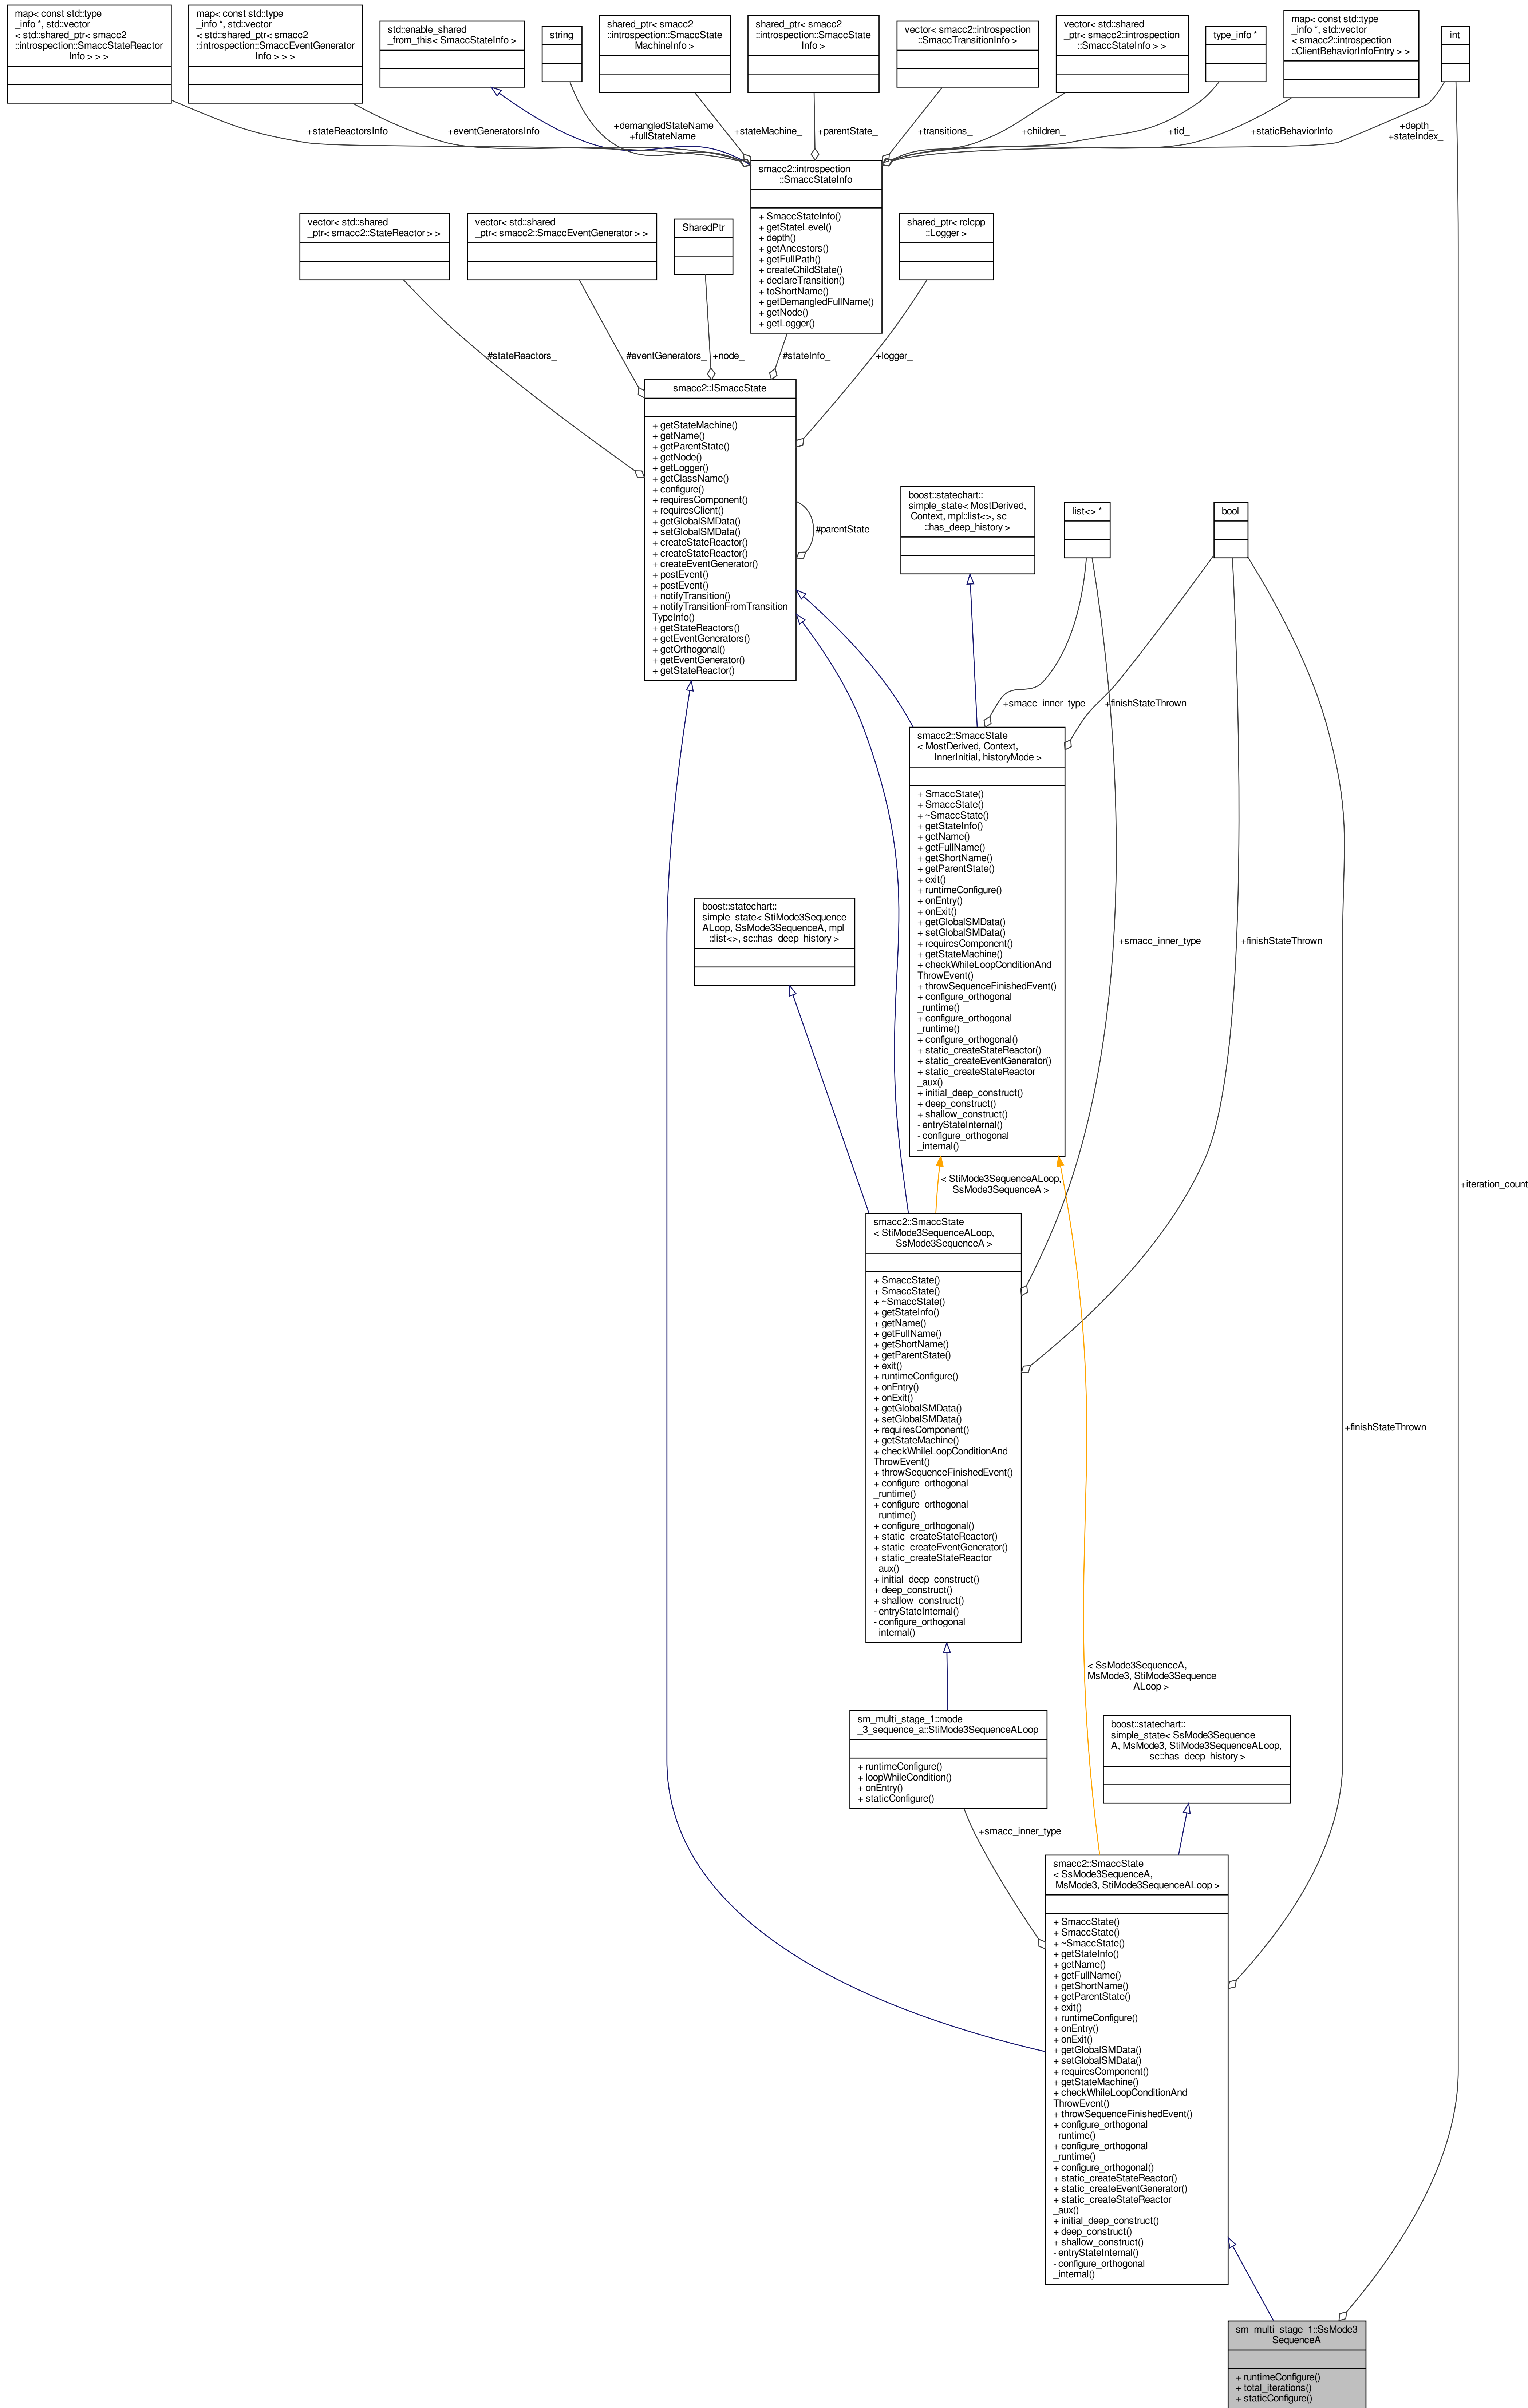 map< const std::type
_info *, std::vector
< std::shared_ptr< smacc2
::introspection::SmaccStateReactor
Info > > >
map< const std::type
_info *, std::vector
< std::shared_ptr< smacc2
::introspection::SmaccEventGenerator
Info > > >
std::enable_shared
_from_this< SmaccStateInfo >
string
shared_ptr< smacc2
::introspection::SmaccState
MachineInfo >
shared_ptr< smacc2
::introspection::SmaccState
Info >
vector< smacc2::introspection
::SmaccTransitionInfo >
vector< std::shared
_ptr< smacc2::introspection
::SmaccStateInfo > >
type_info *
map< const std::type
_info *, std::vector
< smacc2::introspection
::ClientBehaviorInfoEntry > >
int
+stateReactorsInfo
+eventGeneratorsInfo
+demangledStateName
+fullStateName
+stateMachine_
+parentState_
+transitions_
+children_
+tid_
+staticBehaviorInfo
+depth_
+stateIndex_
smacc2::introspection
::SmaccStateInfo
+ SmaccStateInfo()
+ getStateLevel()
+ depth()
+ getAncestors()
+ getFullPath()
+ createChildState()
+ declareTransition()
+ toShortName()
+ getDemangledFullName()
+ getNode()
+ getLogger()
vector< std::shared
_ptr< smacc2::StateReactor > >
vector< std::shared
_ptr< smacc2::SmaccEventGenerator > >
SharedPtr
shared_ptr< rclcpp
::Logger >
#stateReactors_
#eventGenerators_
+node_
#stateInfo_
+logger_
smacc2::ISmaccState
+ getStateMachine()
+ getName()
+ getParentState()
+ getNode()
+ getLogger()
+ getClassName()
+ configure()
+ requiresComponent()
+ requiresClient()
+ getGlobalSMData()
+ setGlobalSMData()
+ createStateReactor()
+ createStateReactor()
+ createEventGenerator()
+ postEvent()
+ postEvent()
+ notifyTransition()
+ notifyTransitionFromTransition
TypeInfo()
+ getStateReactors()
+ getEventGenerators()
+ getOrthogonal()
+ getEventGenerator()
+ getStateReactor()
#parentState_
boost::statechart::
simple_state< MostDerived,
Context, mpl::list<>, sc
::has_deep_history >
list<> *
bool
+smacc_inner_type
+finishStateThrown
smacc2::SmaccState
< MostDerived, Context,
InnerInitial, historyMode >
+ SmaccState()
+ SmaccState()
+ ~SmaccState()
+ getStateInfo()
+ getName()
+ getFullName()
+ getShortName()
+ getParentState()
+ exit()
+ runtimeConfigure()
+ onEntry()
+ onExit()
+ getGlobalSMData()
+ setGlobalSMData()
+ requiresComponent()
+ getStateMachine()
+ checkWhileLoopConditionAnd
ThrowEvent()
+ throwSequenceFinishedEvent()
+ configure_orthogonal
_runtime()
+ configure_orthogonal
_runtime()
+ configure_orthogonal()
+ static_createStateReactor()
+ static_createEventGenerator()
+ static_createStateReactor
_aux()
+ initial_deep_construct()
+ deep_construct()
+ shallow_construct()
- entryStateInternal()
- configure_orthogonal
_internal()
boost::statechart::
simple_state< StiMode3Sequence
ALoop, SsMode3SequenceA, mpl
::list<>, sc::has_deep_history >
+smacc_inner_type
+finishStateThrown
< StiMode3SequenceALoop,
SsMode3SequenceA >
+iteration_count
smacc2::SmaccState
< StiMode3SequenceALoop,
SsMode3SequenceA >
+ SmaccState()
+ SmaccState()
+ ~SmaccState()
+ getStateInfo()
+ getName()
+ getFullName()
+ getShortName()
+ getParentState()
+ exit()
+ runtimeConfigure()
+ onEntry()
+ onExit()
+ getGlobalSMData()
+ setGlobalSMData()
+ requiresComponent()
+ getStateMachine()
+ checkWhileLoopConditionAnd
ThrowEvent()
+ throwSequenceFinishedEvent()
+ configure_orthogonal
_runtime()
+ configure_orthogonal
_runtime()
+ configure_orthogonal()
+ static_createStateReactor()
+ static_createEventGenerator()
+ static_createStateReactor
_aux()
+ initial_deep_construct()
+ deep_construct()
+ shallow_construct()
- entryStateInternal()
- configure_orthogonal
_internal()
+finishStateThrown
< SsMode3SequenceA,
MsMode3, StiMode3Sequence
ALoop >
sm_multi_stage_1::mode
_3_sequence_a::StiMode3SequenceALoop
+ runtimeConfigure()
+ loopWhileCondition()
+ onEntry()
+ staticConfigure()
boost::statechart::
simple_state< SsMode3Sequence
A, MsMode3, StiMode3SequenceALoop,
sc::has_deep_history >
+smacc_inner_type
smacc2::SmaccState
< SsMode3SequenceA,
MsMode3, StiMode3SequenceALoop >
+ SmaccState()
+ SmaccState()
+ ~SmaccState()
+ getStateInfo()
+ getName()
+ getFullName()
+ getShortName()
+ getParentState()
+ exit()
+ runtimeConfigure()
+ onEntry()
+ onExit()
+ getGlobalSMData()
+ setGlobalSMData()
+ requiresComponent()
+ getStateMachine()
+ checkWhileLoopConditionAnd
ThrowEvent()
+ throwSequenceFinishedEvent()
+ configure_orthogonal
_runtime()
+ configure_orthogonal
_runtime()
+ configure_orthogonal()
+ static_createStateReactor()
+ static_createEventGenerator()
+ static_createStateReactor
_aux()
+ initial_deep_construct()
+ deep_construct()
+ shallow_construct()
- entryStateInternal()
- configure_orthogonal
_internal()
sm_multi_stage_1::SsMode3
SequenceA
+ runtimeConfigure()
+ total_iterations()
+ staticConfigure()